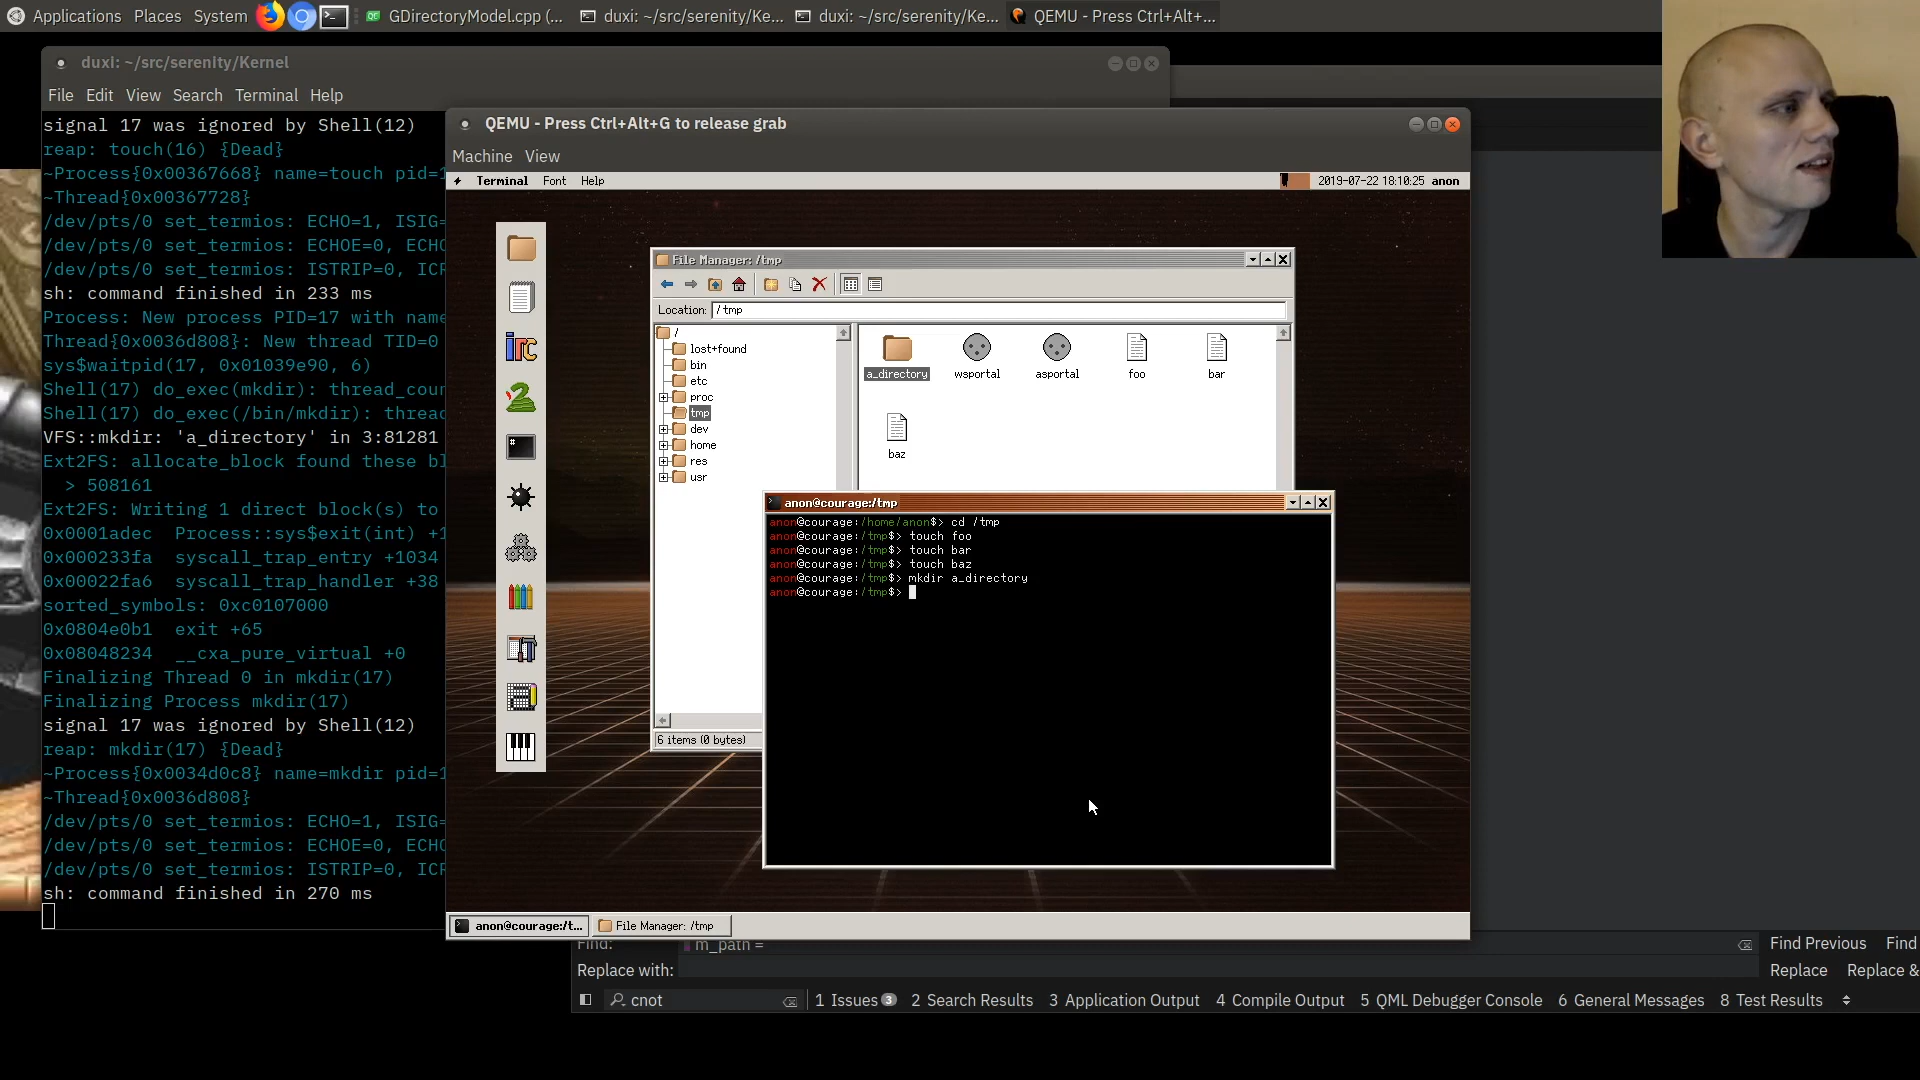 Applications Places System GDirectoryModel.cpp (... duxi: ~/src/serenity/Ke... duxi: ~/src/serenity/Ke... QEMU - Press Ctrl+Alt+...
duxi: ~/src/serenity/Kernel
File Edit View Search Terminal Help
signal 17 was ignored by Shell(12)
reap: touch(16) {Dead}
~Process{0x00367668} name=touch pid=1
~Thread{0x00367728}
/dev/pts/0 set_termios: ECHO=1, ISIG=
/dev/pts/0 set_termios: ECHOE=0, ECHO
/dev/pts/0 set_termios: ISTRIP=0, ICR
sh: command finished in 233 ms
Process: New process PID=17 with name
Thread{0x0036d808}: New thread TID=0
sys$waitpid(17, 0x01039e90, 6)
Shell(17) do_exec(mkdir): thread_coun
Shell(17) do_exec(/bin/mkdir): thread
VFS::mkdir: 'a_directory' in 3:81281
Ext2FS: allocate_block found these bl
> 508161
Ext2FS: Writing 1 direct block(s) to
0x0001adec Process::sys$exit(int) +1
0x000233fa syscall_trap_entry +1034
0x00022fa6 syscall_trap_handler +38
sorted_symbols: 0xc0107000
0x0804e0b1 exit +65
0x08048234 __cxa_pure_virtual +0
Finalizing Thread 0 in mkdir(17)
Finalizing Process mkdir(17)
signal 17 was ignored by Shell(12)
reap: mkdir(17) {Dead}
~Process{0x0034d0c8} name=mkdir pid=1
~Thread{0x0036d808}
/dev/pts/0 set_termios: ECHO=1, ISIG=
/dev/pts/0 set_termios: ECHOE=0, ECHO
/dev/pts/0 set_termios: ISTRIP=0, ICR
sh: command finished in 270 ms
QEMU - Press Ctrl+Alt+G to release grab
Machine View
Terminal Font Help 2019-07-22 18:10:25 anon
irc
File Manager: /tmp
Location: /tmp
/
lost+found
bin
etc
proc
tmp
dev
home
res
usr
a_directory wsportal asportal foo bar
baz
6 items (0 bytes)
anon@courage:/tmp
anon@courage:/home/anon$> cd /tmp
anon@courage:/tmp$> touch foo
anon@courage:/tmp$> touch bar
anon@courage:/tmp$> touch baz
anon@courage:/tmp$> mkdir a_directory
anon@courage:/tmp$>
anon@courage:/t... File Manager: /tmp
Find: m_path = Find Previous Find
Replace with: Replace Replace &
cnot 1 Issues 3 2 Search Results 3 Application Output 4 Compile Output 5 QML Debugger Console 6 General Messages 8 Test Results